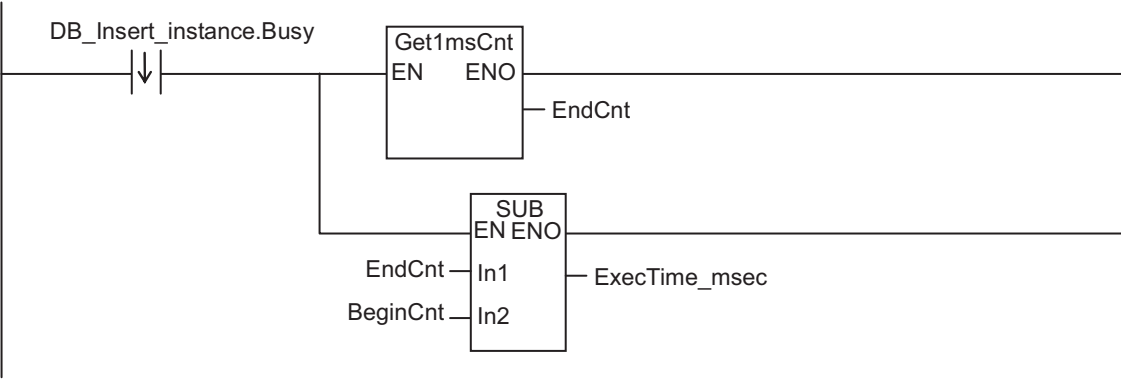 DB_Insert_instance.Busy
Get1msCnt
EN ENO
EndCnt
SUB
EN ENO
EndCnt In1
ExecTime_msec
BeginCnt In2